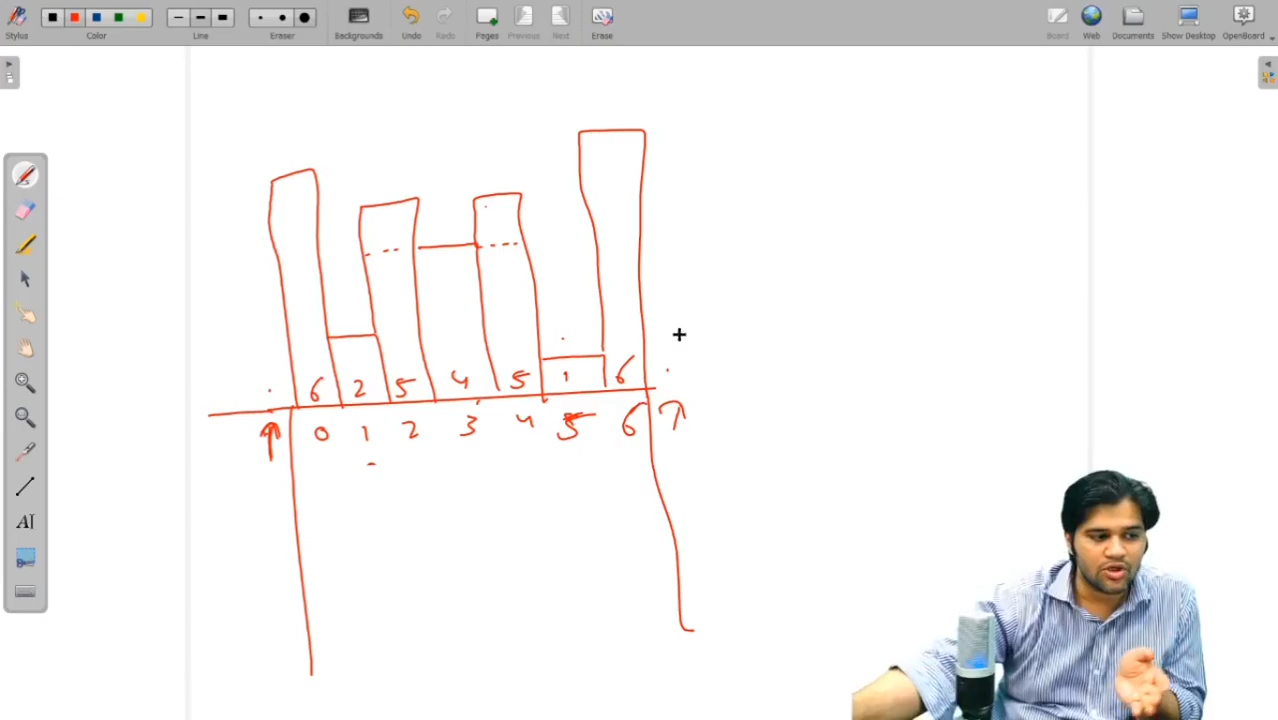 Undo Redo Pages Previous Next Erase Board Web Documents Show Desktop OpenBoard
Stylus Color Line Eraser Backgrounds
6 2 5 4 5 1 6
0 1 2 3 4 5 6
AI